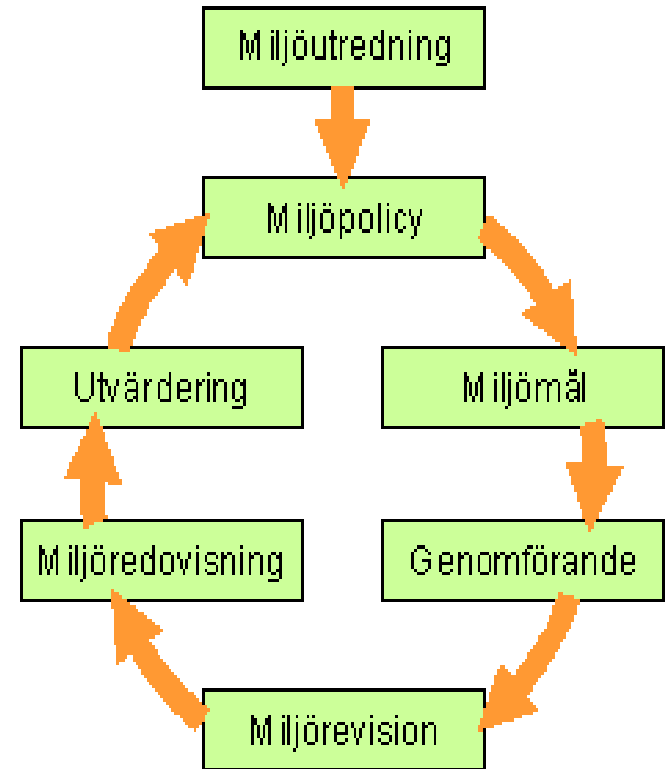 Miljöutredning
Miljöpolicy
Utvärdering
Miljömål
Miljöredovisning
Genomförande
Miljörevision